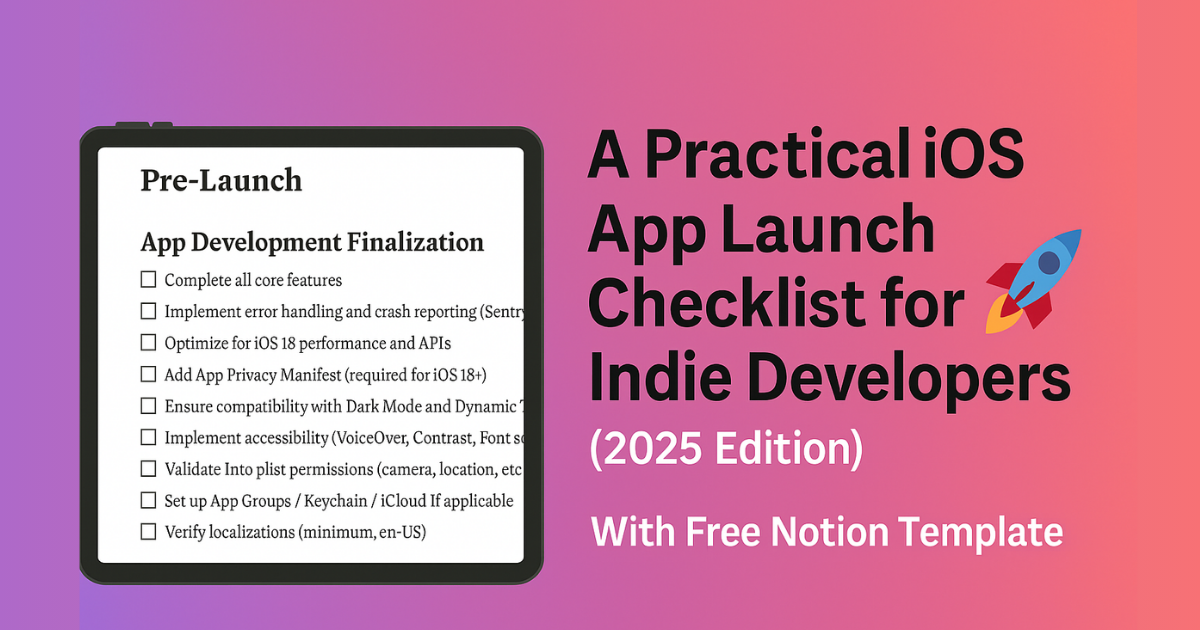 Pre-Launch
App Development Finalization
Complete all core features
Implement error handling and crash reporting (Sentry
Optimize for iOS 18 performance and APIs
Add App Privacy Manifest (required for iOS 18+)
Ensure compatibility with Dark Mode and Dynamic
Implement accessibility (VoiceOver, Contrast, Font
Validate Into plist permissions (camera, location, etc
Set up App Groups / Keychain / iCloud If applicable
Verify localizations (minimum, en-US)
A Practical iOS
App Launch
Checklist for
Indie Developers
(2025 Edition)
With Free Notion Template